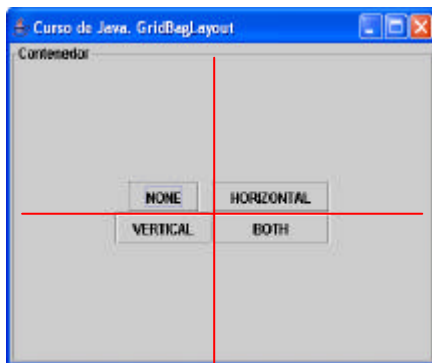 Curso de Java. GridBagLayout
Contenedor
NONE HORIZONTAL
VERTICAL BOTH